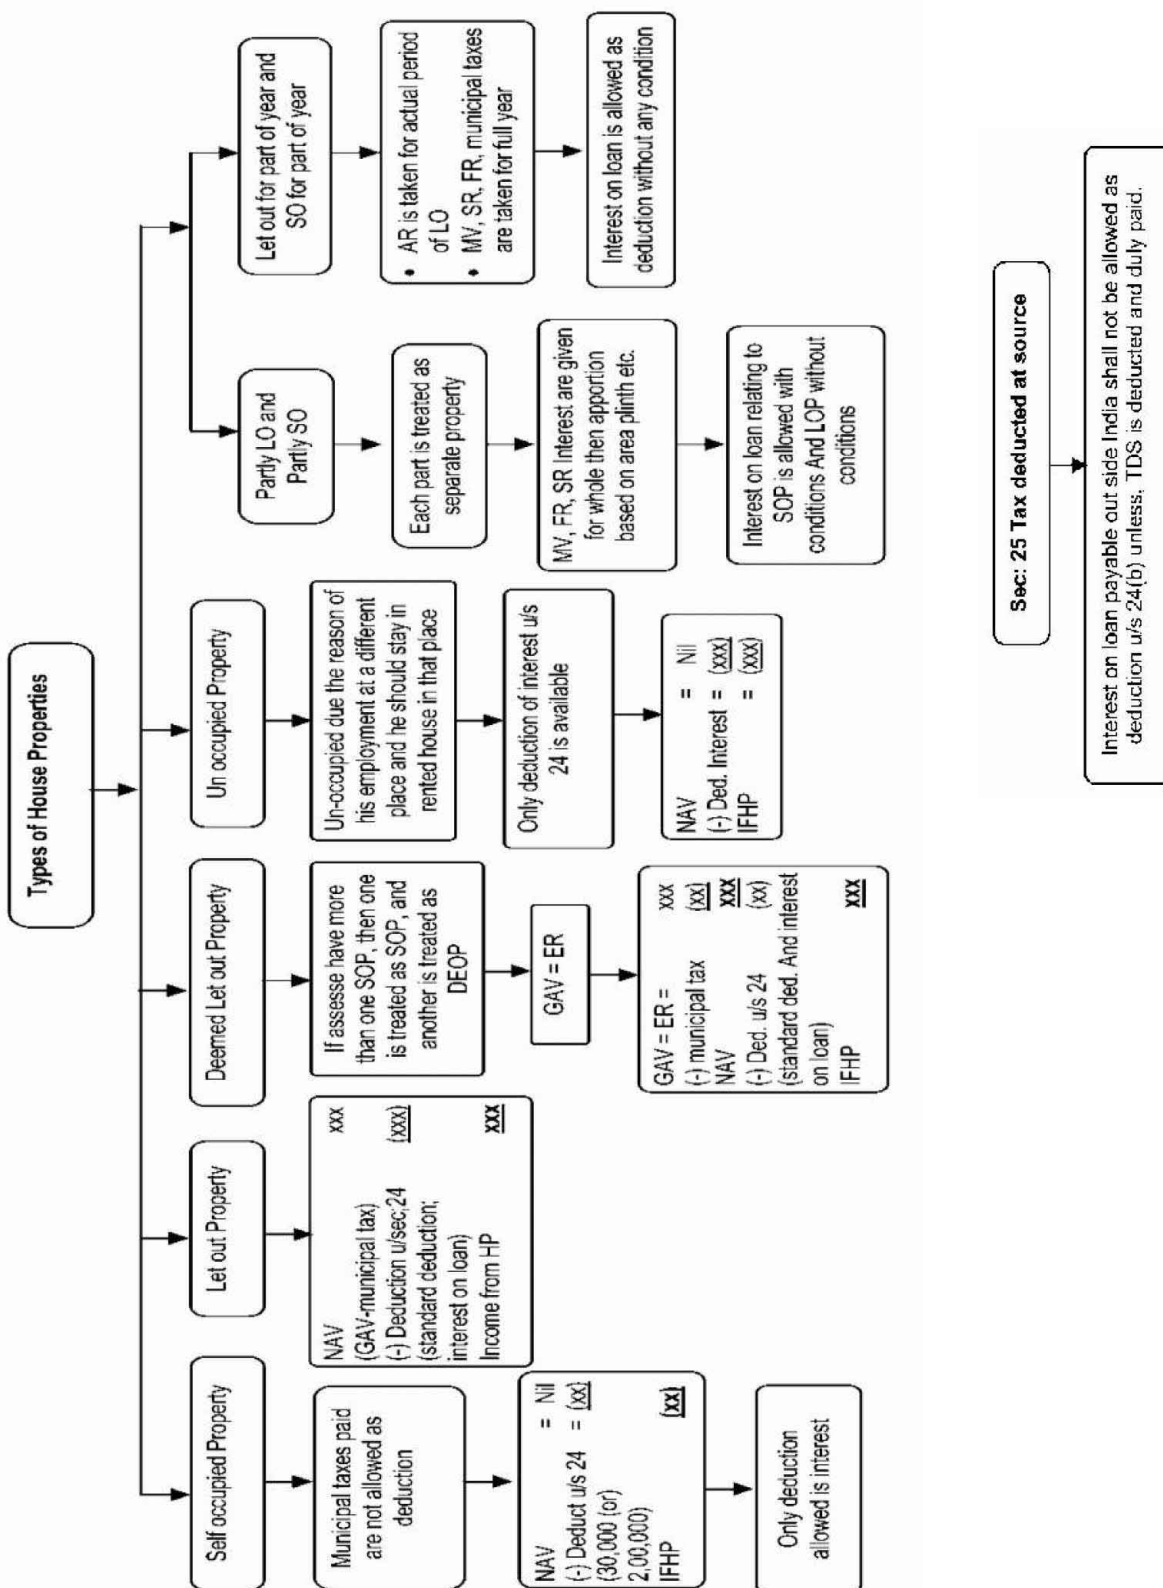 Types of House Properties
Self occupied Property
Municipal taxes paid
are not allowed as
deduction
NAV = Nil
(-) Deduct u/s 24 = (xx)
(30,000 (or)
2,00,000)
IFHP (xx)
Only deduction
allowed is interest
Let out Property
NAV xxx
(GAV-municipal tax)
(-) Deduction u/sec;24 (xxx)
(standard deduction;
interest on loan)
Income from HP xxx
Deemed Let out Property
If assesse have more
than one SOP, then one
is treated as SOP, and
another is treated as
DEOP
GAV = ER
GAV = ER = xxx
(-) municipal tax (xx)
NAV xxx
(-) Ded. u/s 24 (xx)
(standard ded. And interest
on loan)
IFHP xxx
Un occupied Property
Un-occupied due the reason of
his employment at a different
place and he should stay in
rented house in that place
Only deduction of interest u/s
24 is available
NAV = Nil
(-) Ded. Interest = (xxx)
IFHP = (xxx)
Partly LO and
Partly SO
Each part is treated as
separate property
MV, FR, SR Interest are given
for whole then apportion
based on area plinth etc.
Interest on loan relating to
SOP is allowed with
conditions And LOP without
conditions
Let out for part of year and
SO for part of year
• AR is taken for actual period
of LO
• MV, SR, FR, municipal taxes
are taken for full year
Interest on loan is allowed as
deduction without any condition
Sec: 25 Tax deducted at source
Interest on loan payable out side India shall not be allowed as
deduction u/s 24(b) unless, TDS is deducted and duly paid.